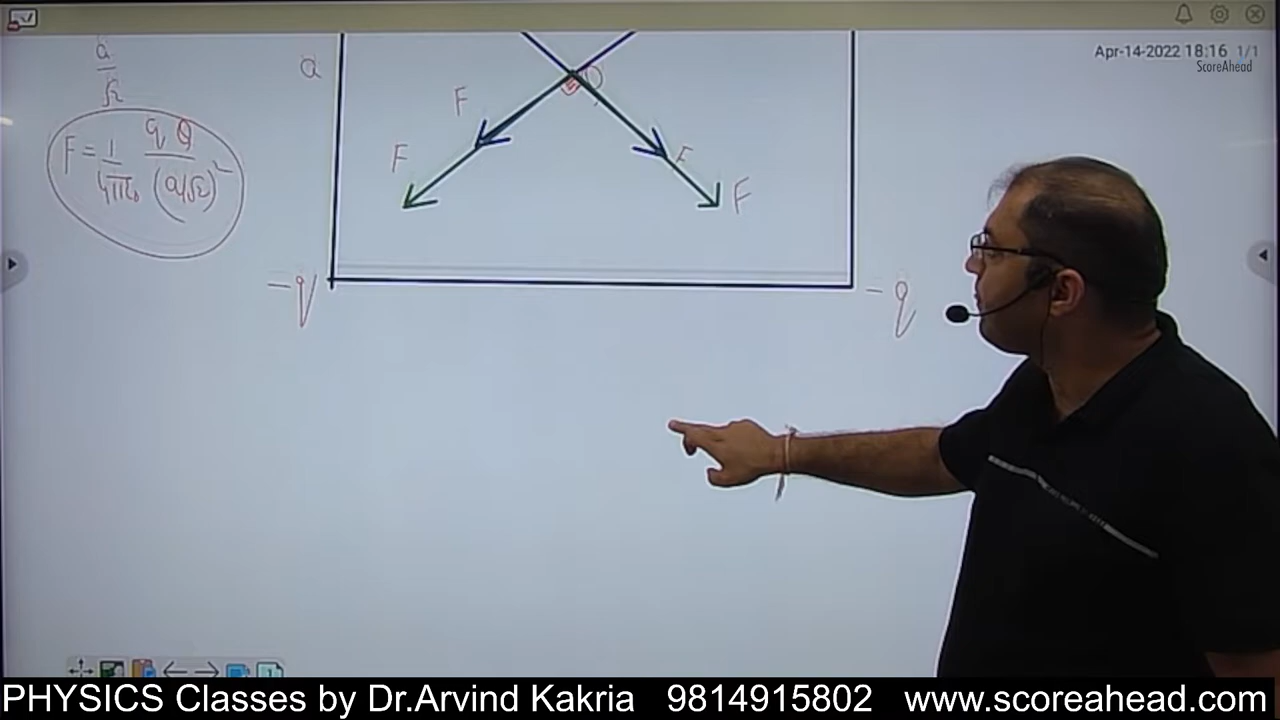 Apr-14-2022 18:16 1/1
ScoreAhead
a/√2
a
F
F
F
F
Q
F = 1/4πε₀ qQ/(a/√2)²
-q
-q
PHYSICS Classes by Dr.Arvind Kakria 9814915802 www.scoreahead.com